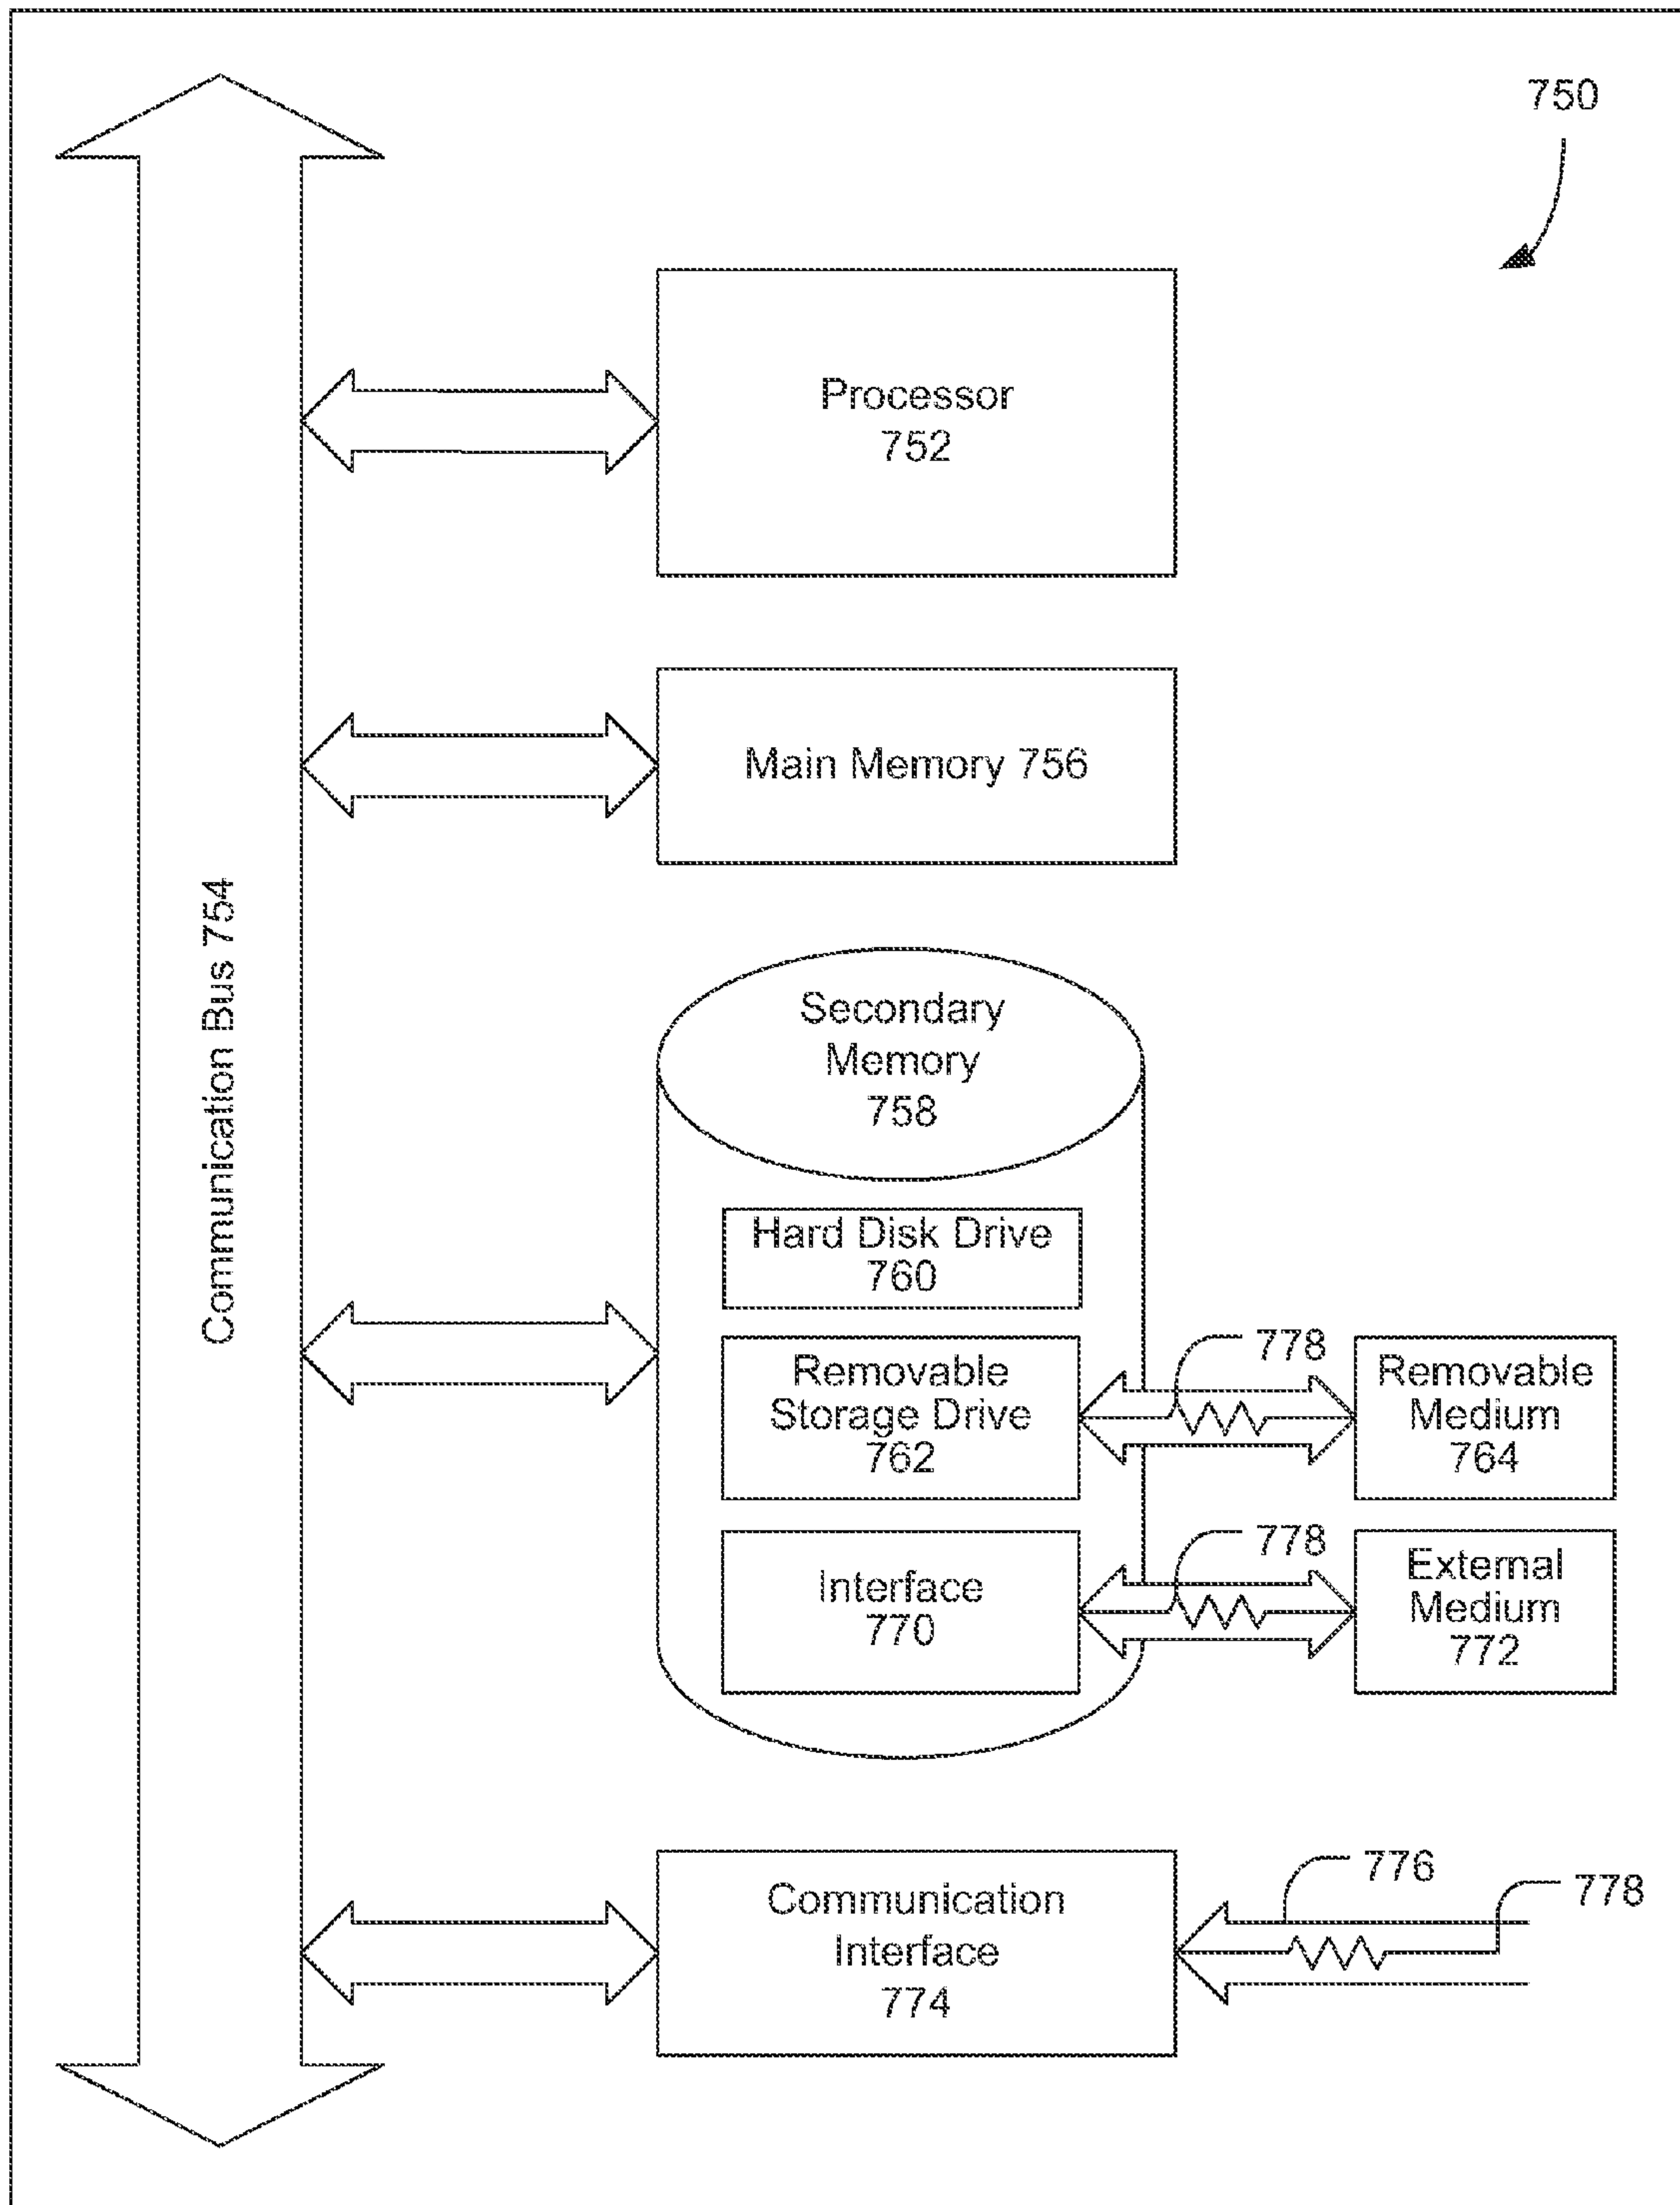 750
Processor
752
Main Memory 756
Communication Bus 754
Secondary
Memory
758
Hard Disk Drive
760
Removable
Storage Drive
762
778
Removable
Medium
764
Interface
770
778
External
Medium
772
Communication
Interface
774
776
778